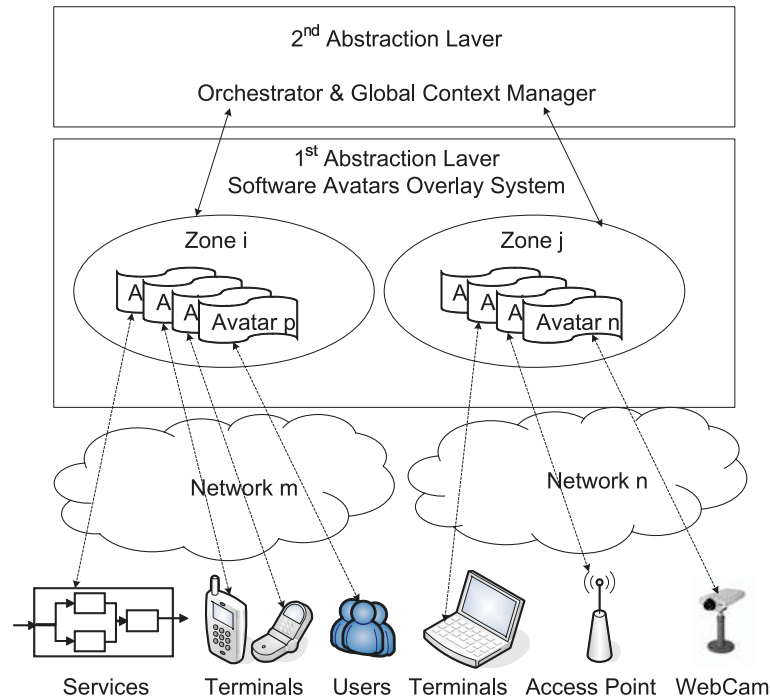 2nd Abstraction Laver
Orchestrator & Global Context Manager
1st Abstraction Laver
Software Avatars Overlay System
Zone i
Zone j
A
A
A
Avatar p
A
A
A
Avatar n
Network m
Network n
Services
Terminals
Users
Terminals
Access Point
WebCam